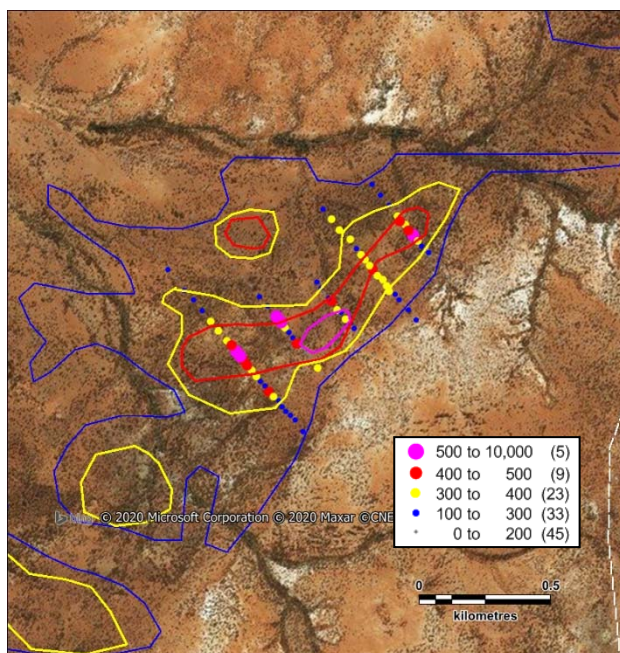 500 to 10,000 (5)
400 to 500 (9)
300 to 400 (23)
100 to 300 (33)
0 to 200 (45)
© 2020 Microsoft Corporation © 2020 Maxar ©CNE
0 0.5
kilometres